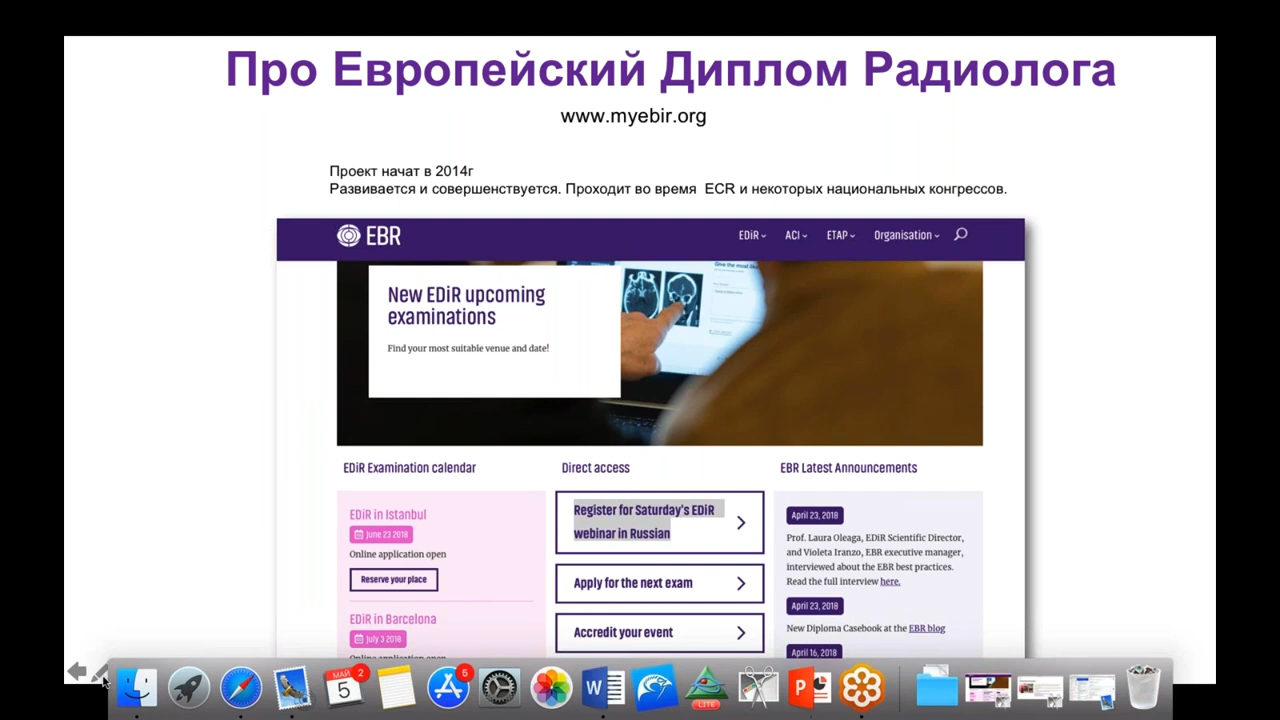 Про Европейский Диплом Радиолога
www.myebir.org
Проект начат в 2014г
Развивается и совершенствуется. Проходит во время ECR и некоторых национальных конгрессов.
EBR
EDiR
ACI
ETAP
Organisation
New EDiR upcoming
examinations
Find your most suitable venue and date!
EDiR Examination calendar
EDiR in Istanbul
June 23 2018
Online application open
Reserve your place
EDiR in Barcelona
July 3 2018
Direct access
Register for Saturday's EDiR
webinar in Russian
Apply for the next exam
Accredit your event
EBR Latest Announcements
April 23, 2018
Prof. Laura Oleaga, EDiR Scientific Director,
and Violeta Iranzo, EBR executive manager,
interviewed about the EBR best practices.
Read the full interview here.
April 23, 2018
New Diploma Casebook at the EBR blog
April 16, 2018
МАЙ
5
2
5
W
LITE
P